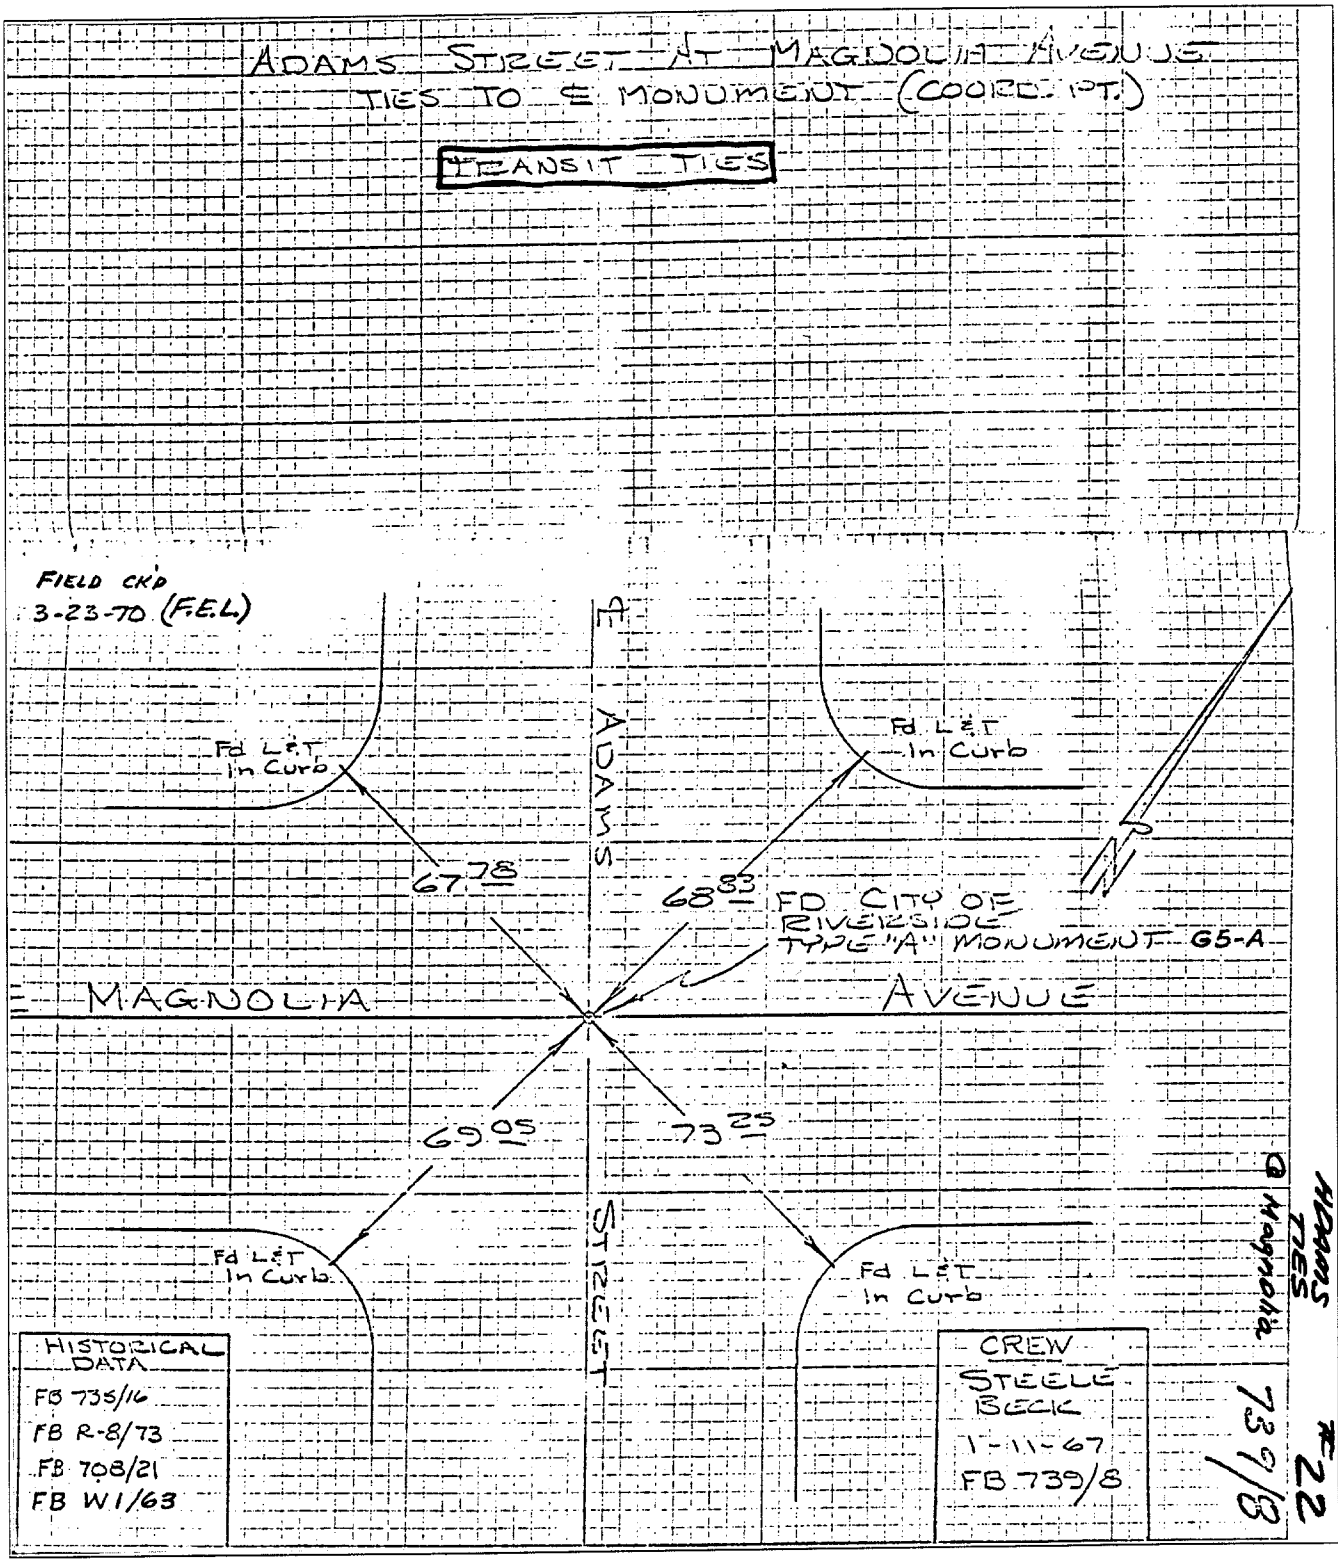 ADAMS STREET AT MAGNOLIA AVENUE
TIES TO ℄ MONUMENT (COORD. PT.)
TRANSIT TIES
FIELD CK'D
3-23-70 (F.E.L.)
℄ ADAMS STREET
Fd L & T
In Curb
Fd L & T
In Curb
67.78
68.83
FD CITY OF
RIVERSIDE
TYPE "A" MONUMENT G5-A
MAGNOLIA AVENUE
69.05
73.25
Fd L & T
In Curb
Fd L & T
In Curb
HISTORICAL
DATA
FB 735/16
FB R-8/73
FB 708/21
FB W1/63
CREW
STEELE
BECK
1-11-67
FB 739/8
ADAMS #22
TIES
@ Magnolia 739/8